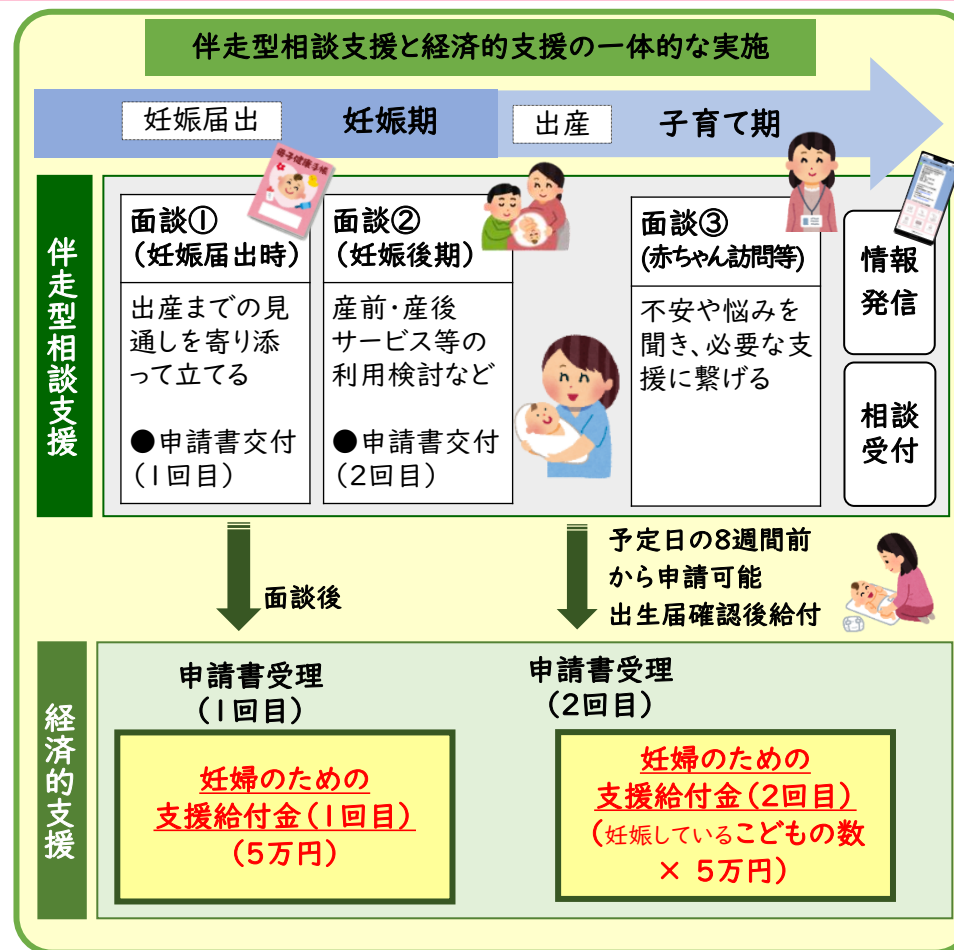 伴走型相談支援と経済的支援の一体的な実施
妊娠届出
妊娠期
出産
子育て期
伴走型相談支援
母子健康手帳
面談①
(妊娠届出時)
出産までの見
通しを寄り添
って立てる
●申請書交付
(1回目)
面談②
(妊娠後期)
産前・産後
サービス等の
利用検討など
●申請書交付
(2回目)
面談③
(赤ちゃん訪問等)
不安や悩みを
聞き、必要な支
援に繋げる
情報
発信
相談
受付
面談後
予定日の8週間前
から申請可能
出生届確認後給付
経済的支援
申請書受理
(1回目)
妊婦のための
支援給付金(1回目)
(5万円)
申請書受理
(2回目)
妊婦のための
支援給付金(2回目)
(妊娠しているこどもの数
× 5万円)